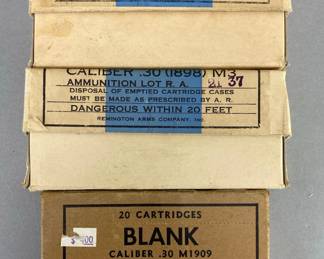 CALIBER .30 (1898) M3
AMMUNITION LOT R. A. 21 37
DISPOSAL OF EMPTIED CARTRIDGE CASES
MUST BE MADE AS PRESCRIBED BY A. R.
DANGEROUS WITHIN 20 FEET
REMINGTON ARMS COMPANY, INC.
20 CARTRIDGES
BLANK
CALIBER .30 M1909